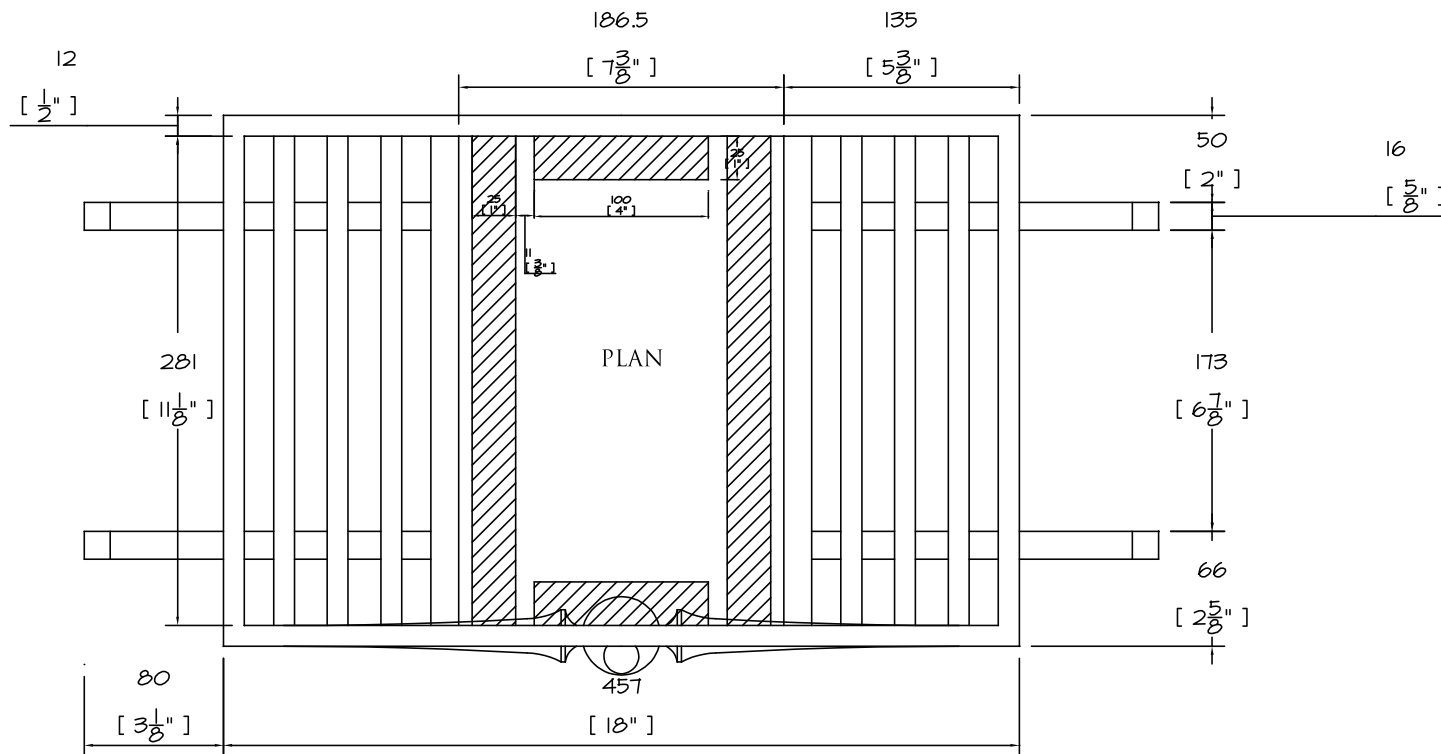 186.5
[ 7 3/8" ]
135
[ 5 3/8" ]
12
[ 1/2" ]
50
[ 2" ]
16
[ 5/8" ]
25
[ 1" ]
25
[ 1" ]
100
[ 4" ]
11
[ 3/8" ]
PLAN
281
[ 11 1/8" ]
173
[ 6 7/8" ]
66
[ 2 5/8" ]
80
[ 3 1/8" ]
457
[ 18" ]